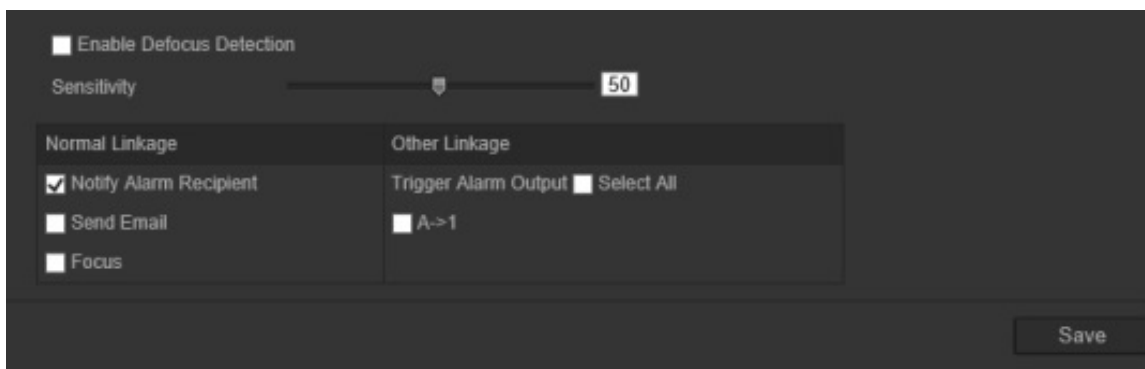 Enable Defocus Detection
Sensitivity 50
Normal Linkage Other Linkage
Notify Alarm Recipient Trigger Alarm Output Select All
Send Email A->1
Focus
Save